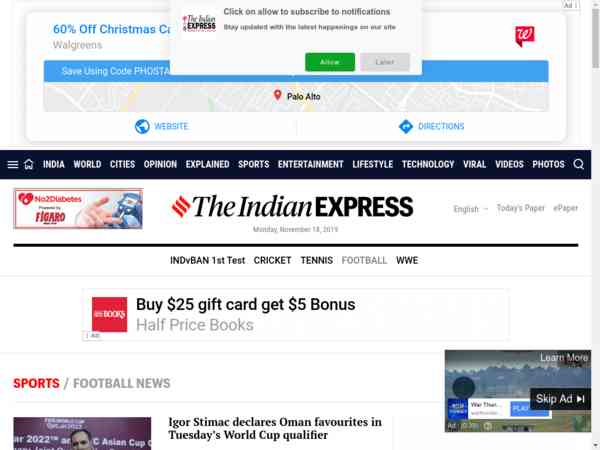 Click on allow to subscribe to notifications
Stay updated with the latest happenings on our site
Allow
Later
The Indian
EXPRESS
Ad
60% Off Christmas Ca
Walgreens
Save Using Code PHOSTA
Palo Alto
WEBSITE
DIRECTIONS
INDIA WORLD CITIES OPINION EXPLAINED SPORTS ENTERTAINMENT LIFESTYLE TECHNOLOGY VIRAL VIDEOS PHOTOS
No2Diabetes
Powered by
FIGARO
The Indian EXPRESS
Monday, November 18, 2019
English
Today's Paper
ePaper
INDvBAN 1st Test CRICKET TENNIS FOOTBALL WWE
BOOKS
Buy $25 gift card get $5 Bonus
Half Price Books
Ad
SPORTS / FOOTBALL NEWS
Learn More
War Thun...
PLAY
Skip Ad
Ad · (0:39)
Igor Stimac declares Oman favourites in
Tuesday's World Cup qualifier